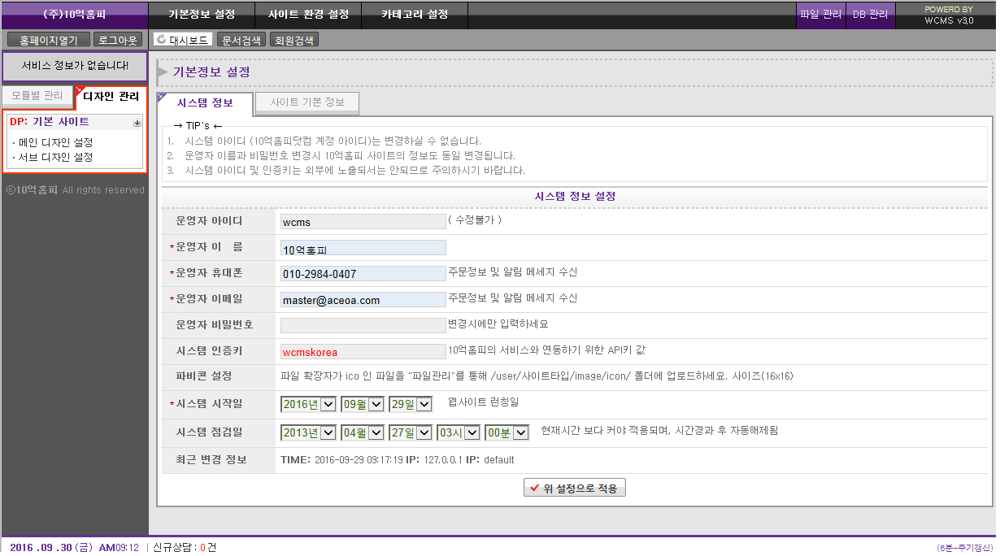 (주)10억홈피
기본정보 설정
사이트 환경 설정
카테고리 설정
파일 관리
DB 관리
POWERD BY
WCMS v3.0
홈페이지열기
로그아웃
대시보드
문서검색
회원검색
서비스 정보가 없습니다!
모듈별 관리
디자인 관리
DP: 기본 사이트
· 메인 디자인 설정
· 서브 디자인 설정
ⓒ10억홈피 All rights reserved
기본정보 설정
시스템 정보
사이트 기본 정보
→ TIP's ←
1. 시스템 아이디 (10억홈피닷컴 계정 아이디)는 변경하실 수 없습니다.
2. 운영자 이름과 비밀번호 변경시 10억홈피 사이트의 정보도 동일 변경됩니다.
3. 시스템 아이디 및 인증키는 외부에 노출되서는 안되므로 주의하시기 바랍니다.
시스템 정보 설정
운영자 아이디 wcms ( 수정불가 )
*운영자 이 름 10억홈피
*운영자 휴대폰 010-2984-0407 주문정보 및 알림 메세지 수신
*운영자 이메일 master@aceoa.com 주문정보 및 알림 메세지 수신
운영자 비밀번호 변경시에만 입력하세요
시스템 인증키 wcmskorea 10억홈피의 서비스와 연동하기 위한 API키 값
파비콘 설정 파일 확장자가 ico 인 파일을 "파일관리"를 통해 /user/사이트타입/image/icon/ 폴더에 업로드하세요. 사이즈(16x16)
*시스템 시작일 2016년 09월 29일 웹사이트 런칭일
시스템 점검일 2013년 04월 27일 03시 00분 현재시간 보다 커야 적용되며, 시간경과 후 자동해제됨
최근 변경 정보 TIME: 2016-09-29 09:17:19 IP: 127.0.0.1 IP: default
위 설정으로 적용
2016 .09 .30 (금) AM09:12 | 신규상담 : 0 건
(6분-주기갱신)